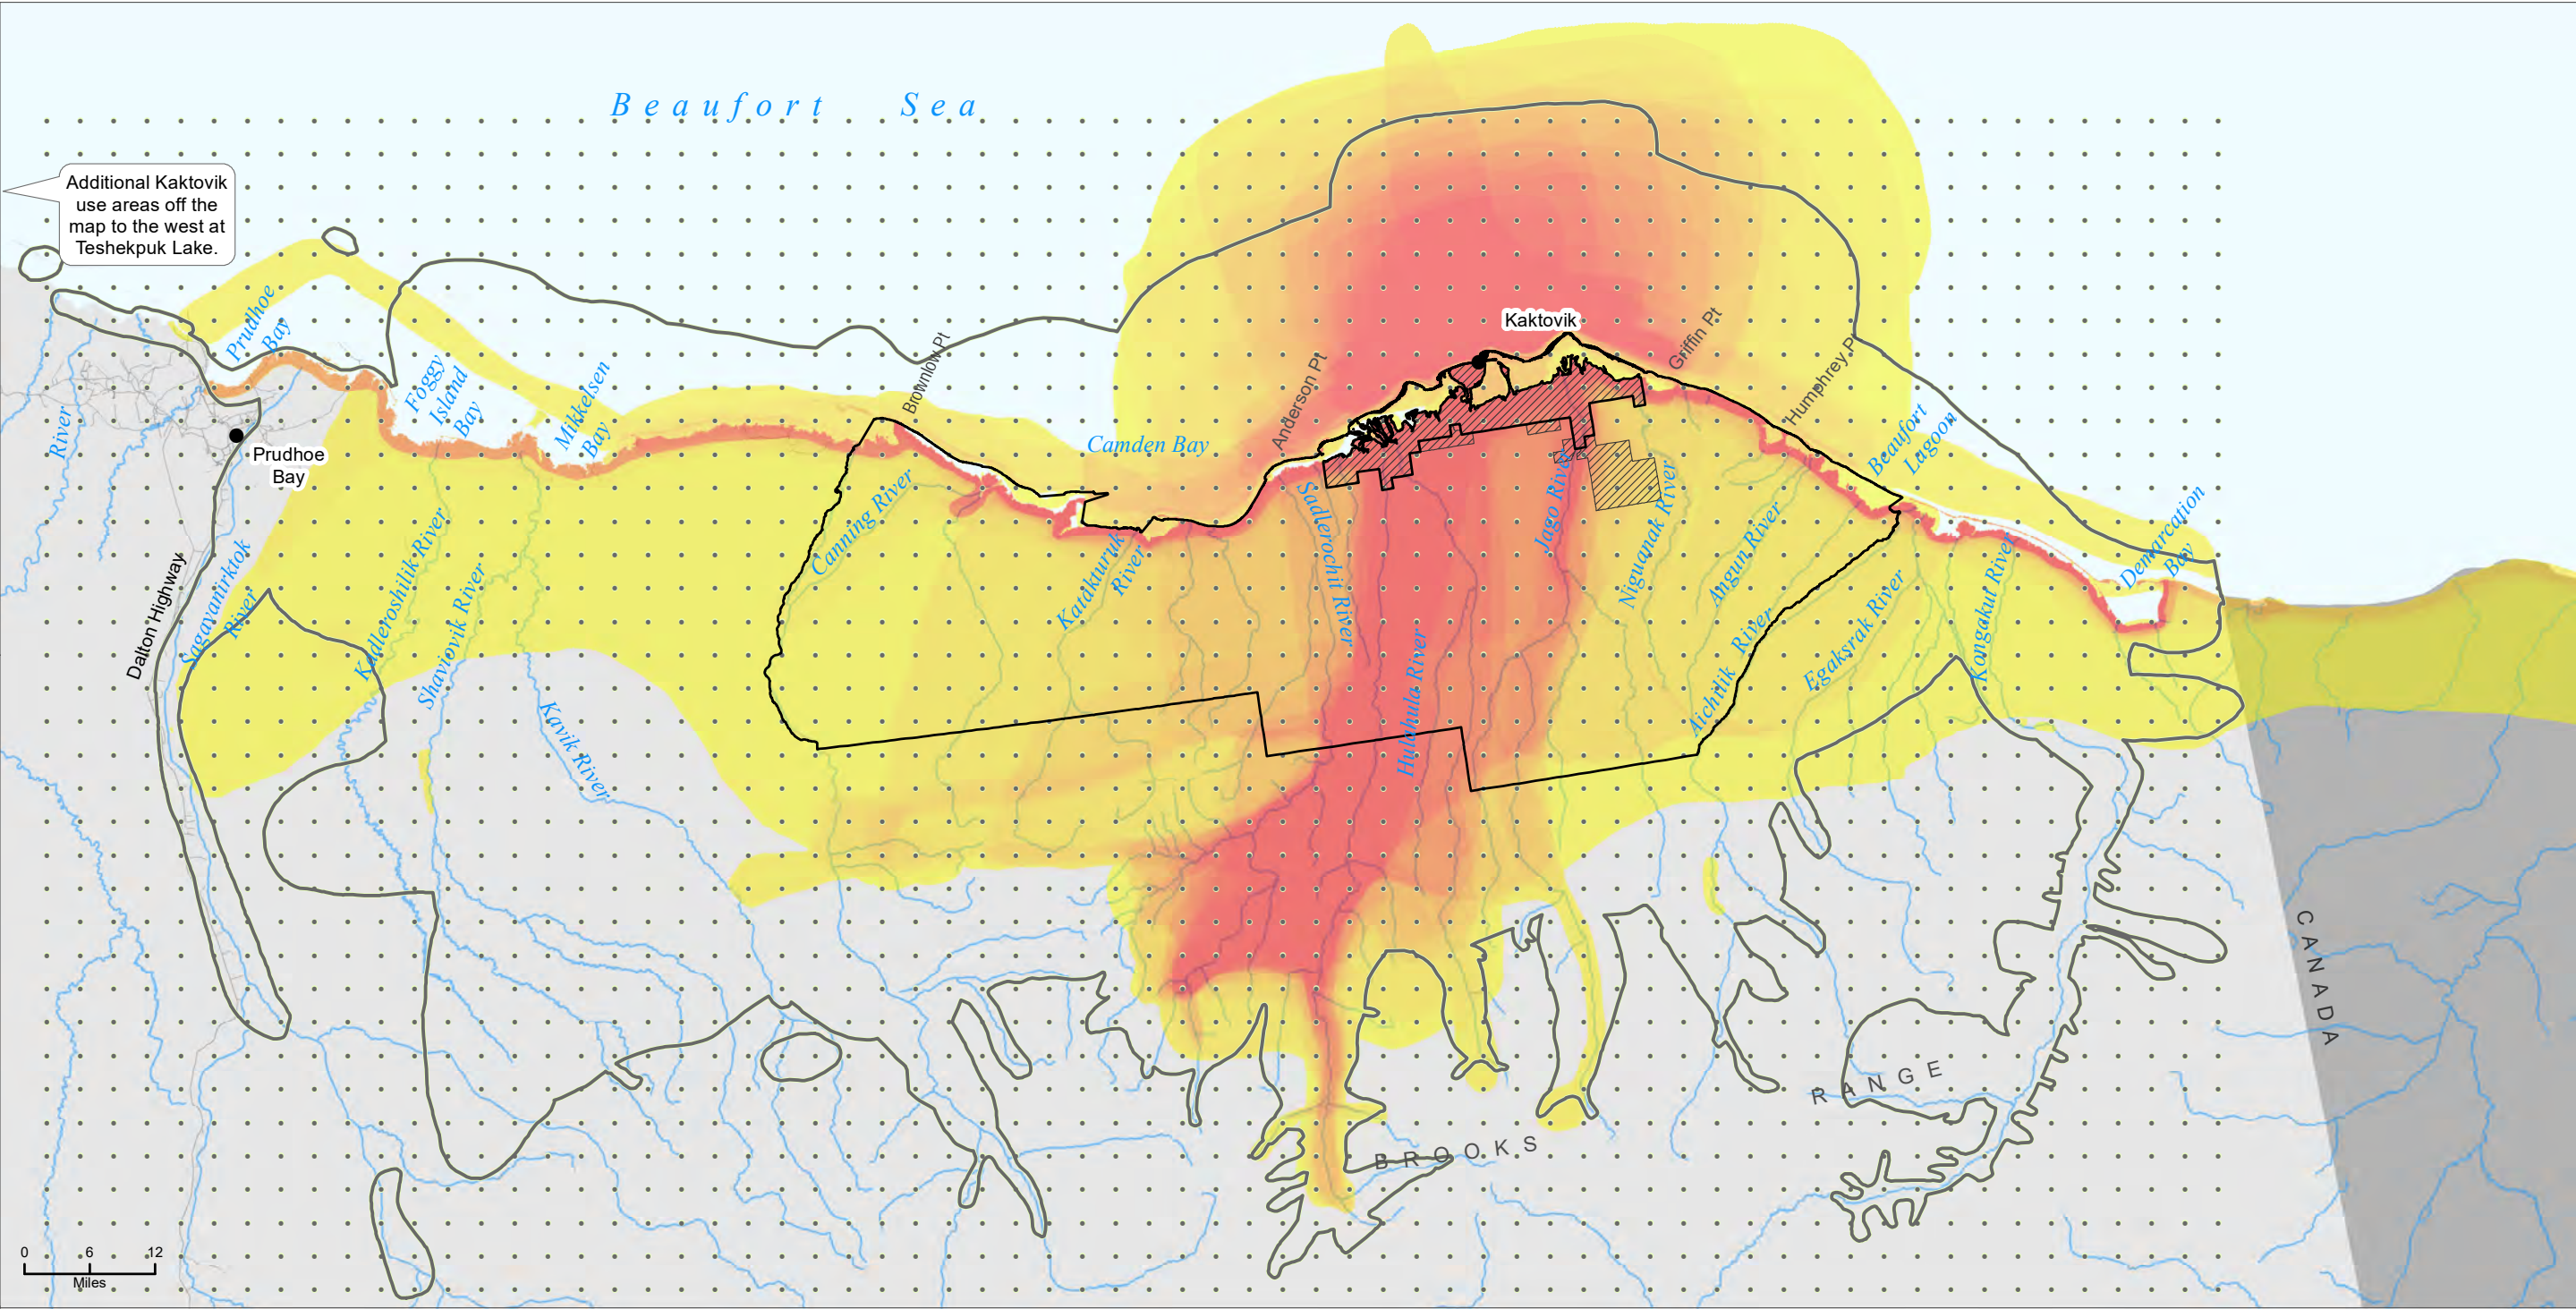 Beaufort Sea
Additional Kaktovik
use areas off the
map to the west at
Teshekpuk Lake.
Prudhoe
Bay
Foggy
Island
Bay
Mikkelsen
Bay
Brownlow Pt
Camden Bay
Anderson Pt
Kaktovik
Griffin Pt
Humphrey Pt
Beaufort
Lagoon
Demarcation
Bay
River
Prudhoe
Bay
Dalton Highway
Sagavanirktok
River
Kadleroshilik River
Shaviovik River
Kavik River
Canning River
Katakturuk
River
Sadlerochit River
Hulahula River
Jago River
Niguanak River
Angun River
Aichilik River
Egaksrak River
Kongakut River
CANADA
BROOKS
RANGE
0 6 12
Miles